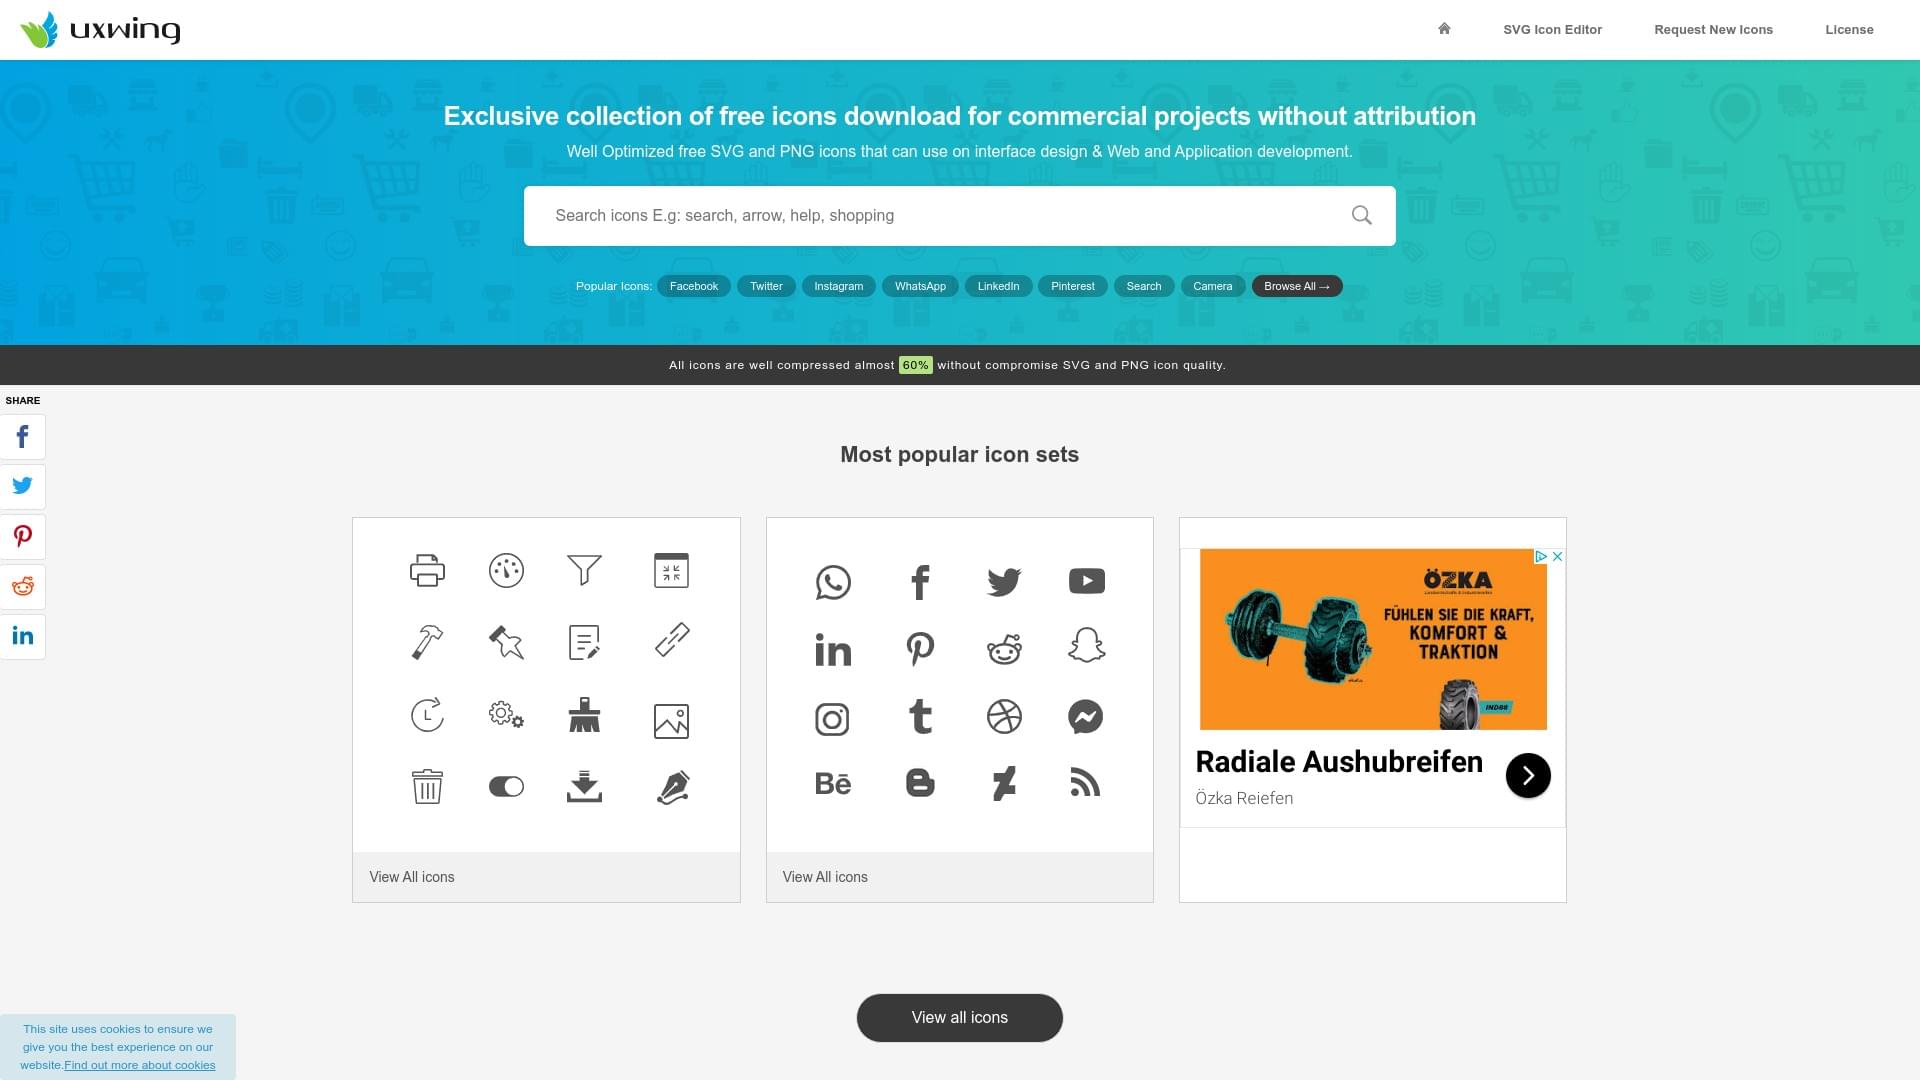 uxwing
SVG Icon Editor
Request New Icons
License
Exclusive collection of free icons download for commercial projects without attribution
Well Optimized free SVG and PNG icons that can use on interface design & Web and Application development.
Search icons E.g: search, arrow, help, shopping
Popular Icons: Facebook Twitter Instagram WhatsApp LinkedIn Pinterest Search Camera Browse All →
All icons are well compressed almost 60% without compromise SVG and PNG icon quality.
SHARE
Most popular icon sets
ÖZKA
FÜHLEN SIE DIE KRAFT,
KOMFORT &
TRAKTION
IND88
Radiale Aushubreifen
Özka Reiefen
View All icons
View All icons
View all icons
This site uses cookies to ensure we
give you the best experience on our
website.Find out more about cookies